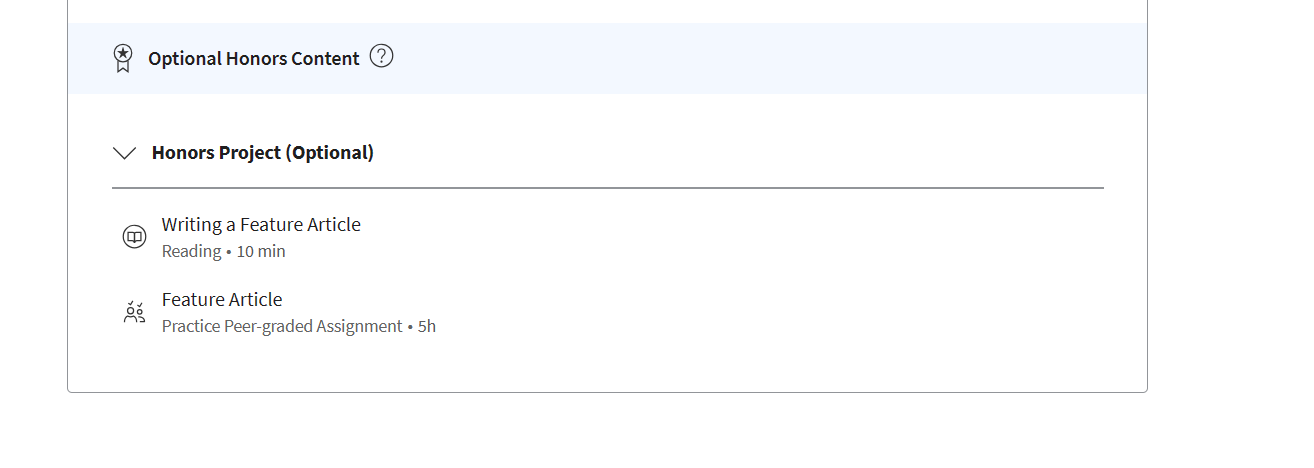 Optional Honors Content ?
Honors Project (Optional)
Writing a Feature Article
Reading • 10 min
Feature Article
Practice Peer-graded Assignment • 5h